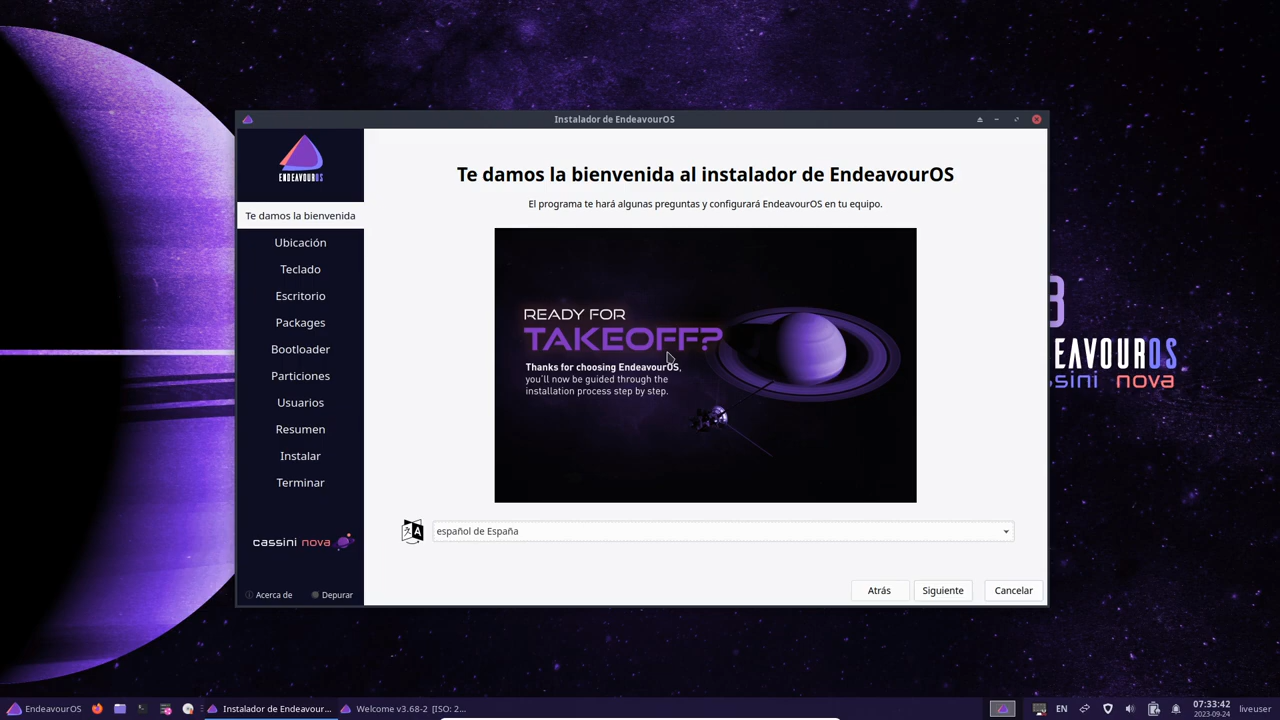 Instalador de EndeavourOS
ENDEAVOUROS
Te damos la bienvenida
Ubicación
Teclado
Escritorio
Packages
Bootloader
Particiones
Usuarios
Resumen
Instalar
Terminar
cassini nova
Acerca de
Depurar
Te damos la bienvenida al instalador de EndeavourOS
El programa te hará algunas preguntas y configurará EndeavourOS en tu equipo.
READY FOR
TAKEOFF?
Thanks for choosing EndeavourOS,
you'll now be guided through the
installation process step by step.
español de España
Atrás
Siguiente
Cancelar
EAVOUROS
sini nova
EndeavourOS
Instalador de Endeavour...
Welcome v3.68-2 [ISO: 2...
EN
07:33:42
2023-09-24
liveuser